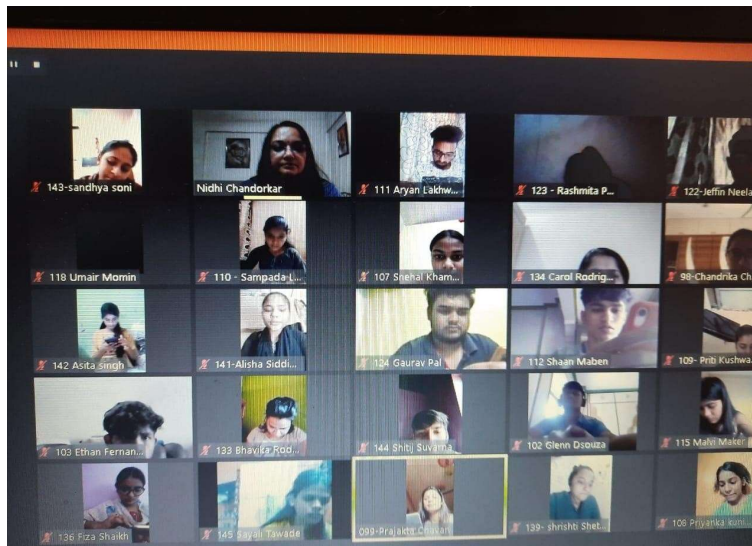 143-sandhya soni
Nidhi Chandorkar
111 Aryan Lakhw...
123 - Rashmita P...
122-Jeffin Neela
118 Umair Momin
110 - Sampada L...
107 Snehal Kham...
134 Carol Rodrig...
98-Chandrika Ch
142 Asita singh
141-Alisha Siddi...
124 Gaurav Pal
112 Shaan Maben
109- Priti Kushwa
103 Ethan Fernan...
133 Bhavika Rod...
144 Shitij Suvarna
102 Glenn Dsouza
115 Malvi Maker
136 Fiza Shaikh
145 Sayali Tawade
099-Prajakta Chavan
139- shrishti Shet...
108 Priyanka kun...